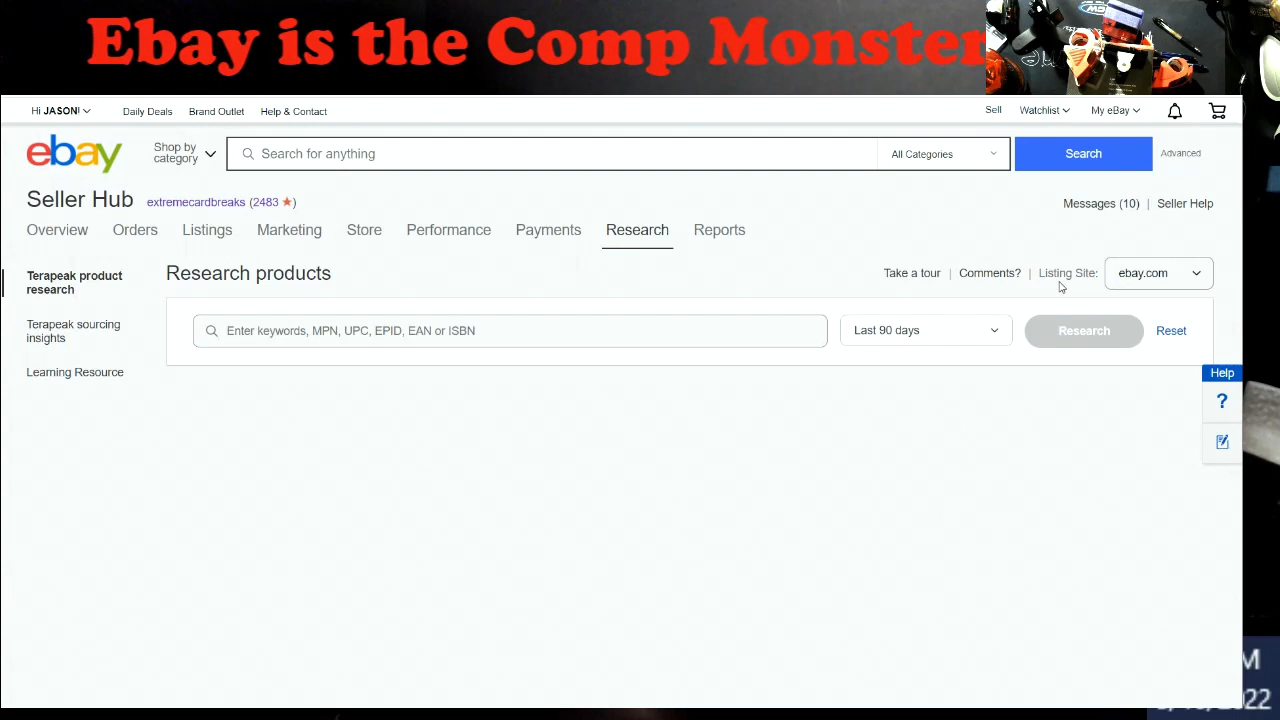 Ebay is the Comp Monster
Hi JASON!
Daily Deals
Brand Outlet
Help & Contact
Sell
Watchlist
My eBay
ebay
Shop by category
Search for anything
All Categories
Search
Advanced
Seller Hub
extremecardbreaks (2483 ★)
Messages (10) | Seller Help
Overview
Orders
Listings
Marketing
Store
Performance
Payments
Research
Reports
Terapeak product research
Terapeak sourcing insights
Learning Resource
Research products
Take a tour | Comments? | Listing Site:
ebay.com
Enter keywords, MPN, UPC, EPID, EAN or ISBN
Last 90 days
Research
Reset
Help
?